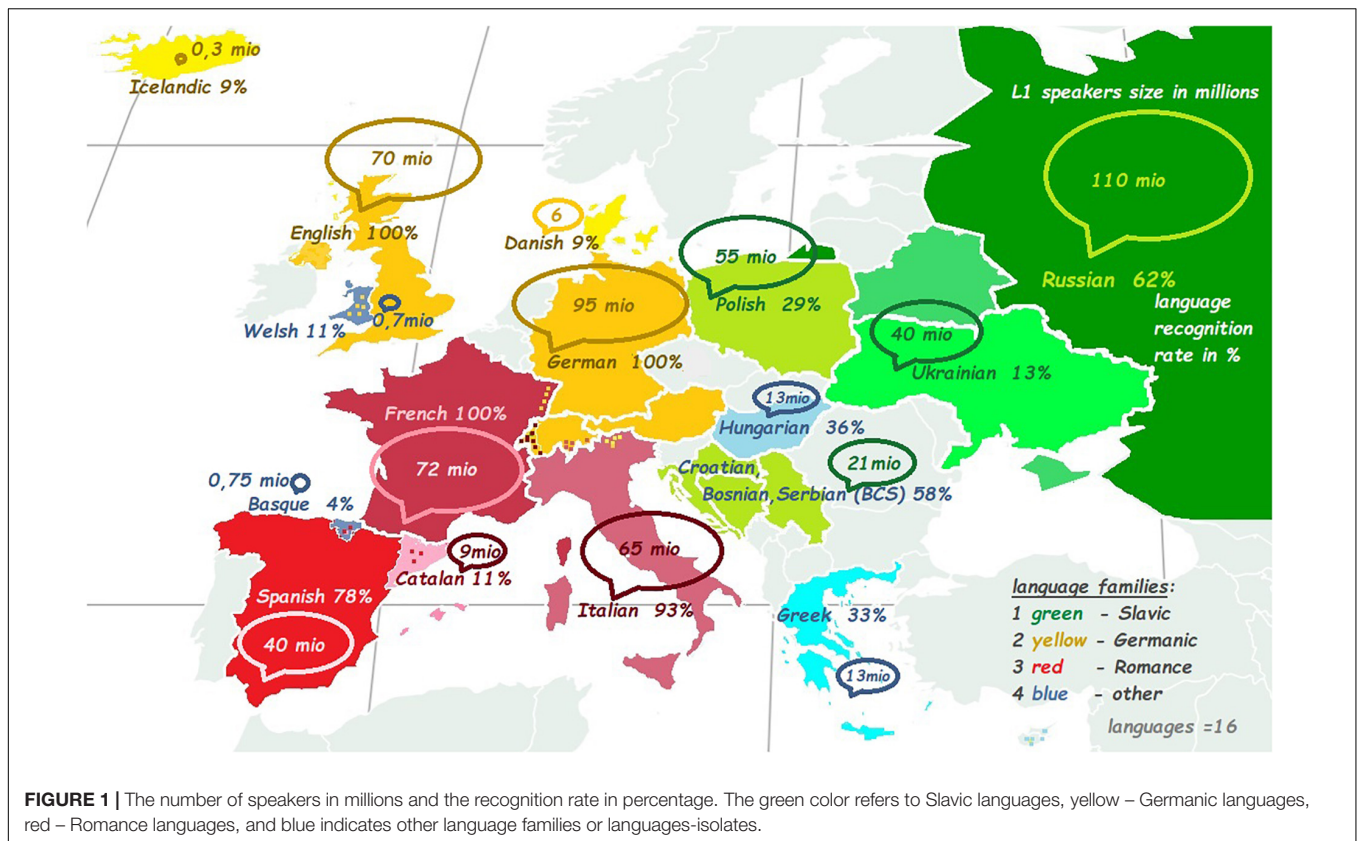 0,3 mio
Icelandic 9%
L1 speakers size in millions
70 mio
110 mio
English 100%
6
Danish 9%
55 mio
Russian 62%
language
recognition
rate in %
Polish 29%
95 mio
Welsh 11%
0,7mio
40 mio
German 100%
Ukrainian 13%
13mio
French 100%
Hungarian 36%
72 mio
21mio
Croatian,
Bosnian,Serbian (BCS) 58%
0,75 mio
Basque 4%
9mio
65 mio
Catalan 11%
Spanish 78%
Italian 93%
Greek 33%
40 mio
13mio
language families:
1 green - Slavic
2 yellow - Germanic
3 red - Romance
4 blue - other
languages =16
FIGURE 1 | The number of speakers in millions and the recognition rate in percentage. The green color refers to Slavic languages, yellow – Germanic languages,
red – Romance languages, and blue indicates other language families or languages-isolates.